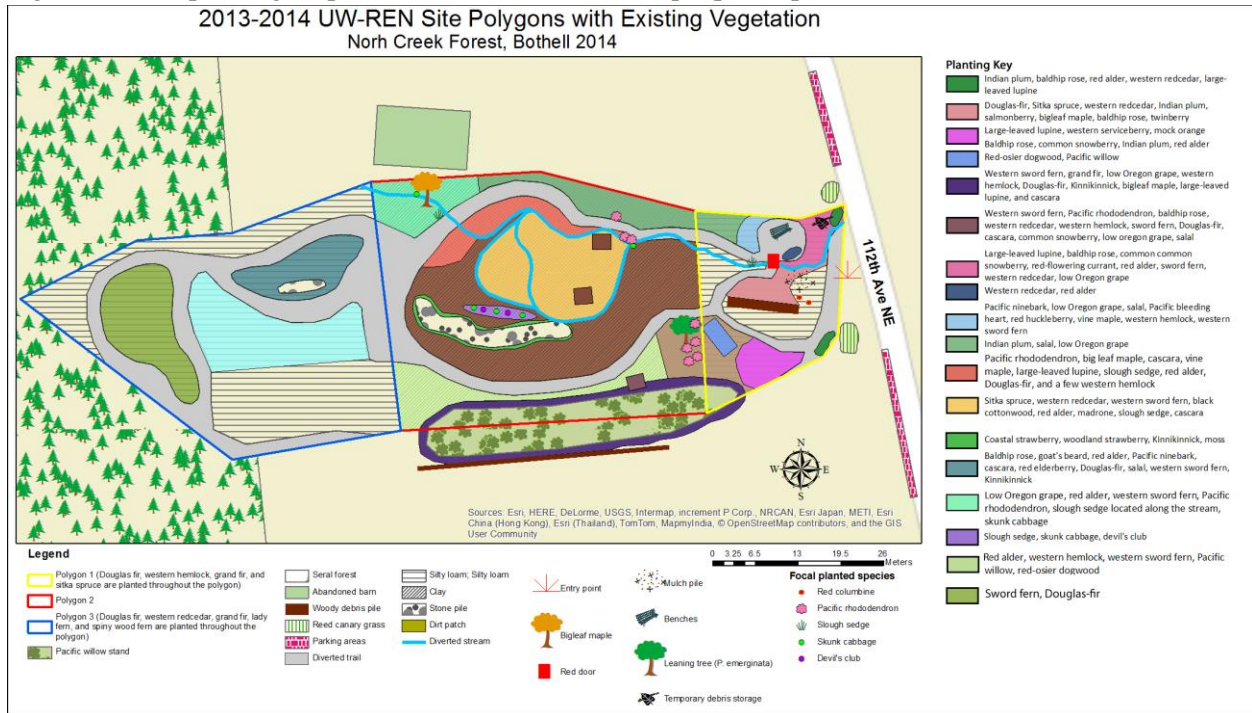 2013-2014 UW-REN Site Polygons with Existing Vegetation
Norh Creek Forest, Bothell 2014
112th Ave NE
N
W
E
S
Sources: Esri, HERE, DeLorme, USGS, Intermap, increment P Corp., NRCAN, Esri Japan, METI, Esri
China (Hong Kong), Esri (Thailand), TomTom, MapmyIndia, © OpenStreetMap contributors, and the GIS
User Community
Planting Key
Indian plum, baldhip rose, red alder, western redcedar, large-
leaved lupine
Douglas-fir, Sitka spruce, western redcedar, Indian plum,
salmonberry, bigleaf maple, baldhip rose, twinberry
Large-leaved lupine, western serviceberry, mock orange
Baldhip rose, common snowberry, Indian plum, red alder
Red-osier dogwood, Pacific willow
Western sword fern, grand fir, low Oregon grape, western
hemlock, Douglas-fir, Kinnikinnick, bigleaf maple, large-leaved
lupine, and cascara
Western sword fern, Pacific rhododendron, baldhip rose,
western redcedar, western hemlock, sword fern, Douglas-fir,
cascara, common snowberry, low oregon grape, salal
Large-leaved lupine, baldhip rose, common common
snowberry, red-flowering currant, red alder, sword fern,
western redcedar, low Oregon grape
Western redcedar, red alder
Pacific ninebark, low Oregon grape, salal, Pacific bleeding
heart, red huckleberry, vine maple, western hemlock, western
sword fern
Indian plum, salal, low Oregon grape
Pacific rhododendron, big leaf maple, cascara, vine
maple, large-leaved lupine, slough sedge, red alder,
Douglas-fir, and a few western hemlock
Sitka spruce, western redcedar, western sword fern, black
cottonwood, red alder, madrone, slough sedge, cascara
Coastal strawberry, woodland strawberry, Kinnikinnick, moss
Baldhip rose, goat's beard, red alder, Pacific ninebark,
cascara, red elderberry, Douglas-fir, salal, western sword fern,
Kinnikinnick
Low Oregon grape, red alder, western sword fern, Pacific
rhododendron, slough sedge located along the stream,
skunk cabbage
Slough sedge, skunk cabbage, devil's club
Red alder, western hemlock, western sword fern, Pacific
willow, red-osier dogwood
Sword fern, Douglas-fir
Legend
Polygon 1 (Douglas fir, western hemlock, grand fir, and
sitka spruce are planted throughout the polygon)
Polygon 2
Polygon 3 (Douglas fir, western redcedar, grand fir, lady
fern, and spiny wood fern are planted throughout the
polygon)
Pacific willow stand
Seral forest
Abandoned barn
Woody debris pile
Reed canary grass
Parking areas
Diverted trail
Silty loam; Silty loam
Clay
Stone pile
Dirt patch
Diverted stream
Entry point
Bigleaf maple
Red door
Mulch pile
Benches
Leaning tree (P. emerginata)
Temporary debris storage
0 3.25 6.5 13 19.5 26
Meters
Focal planted species
Red columbine
Pacific rhododendron
Slough sedge
Skunk cabbage
Devil's club